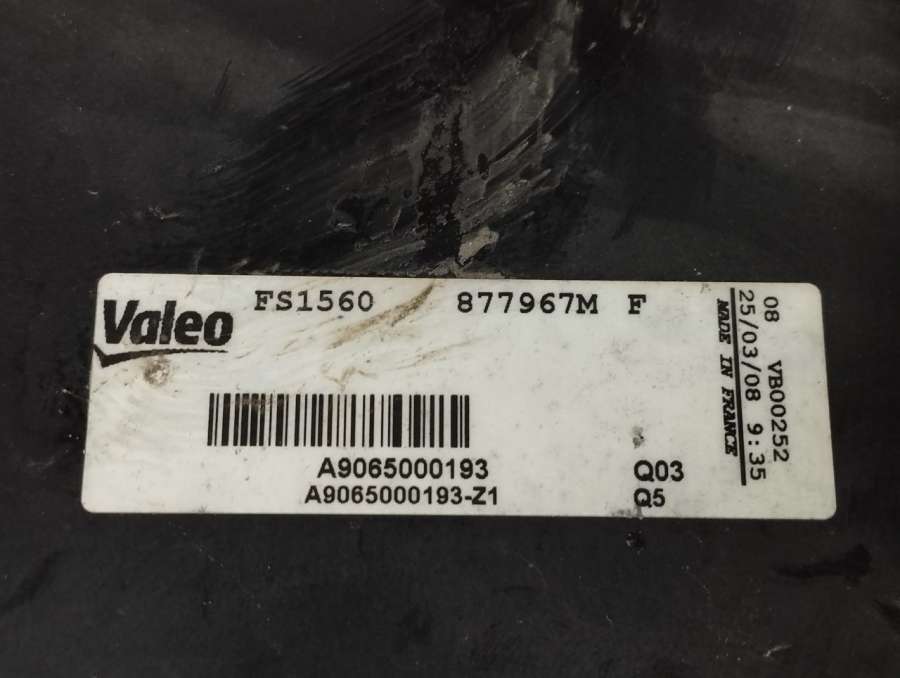 Valeo
FS1560 877967M F
A9065000193 Q03
A9065000193-Z1 Q5
08 VB00252
25/03/08 9:35
MADE IN FRANCE